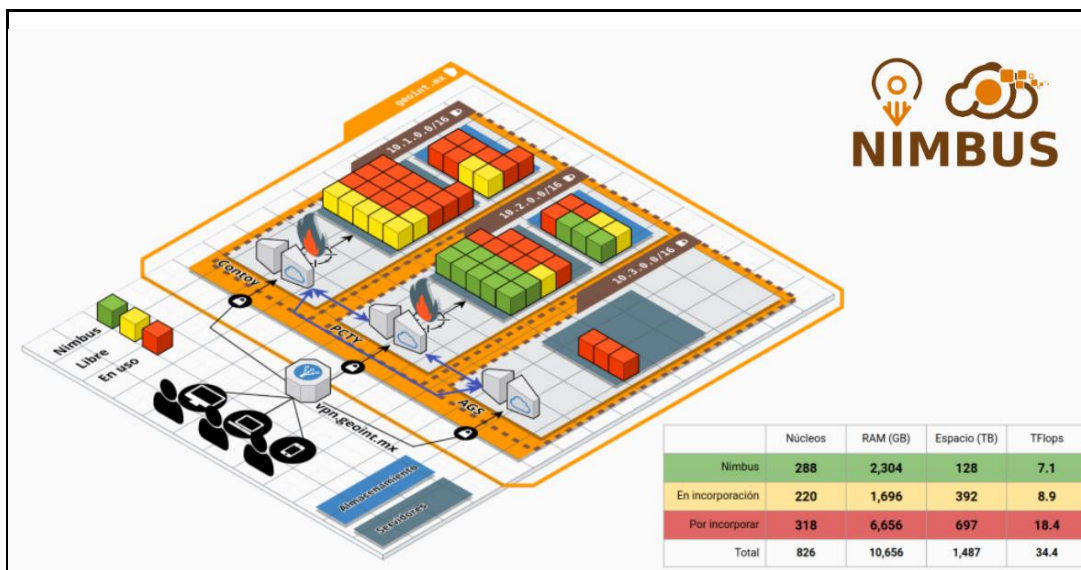 geoint.mx
NIMBUS
10.1.0.0/16
10.2.0.0/16
10.3.0.0/16
Contoy
PCTY
AGS
Nimbus
Libre
En uso
vpn.geoint.mx
Almacenamiento
Servidores
Núcleos RAM (GB) Espacio (TB) TFlops
Nimbus 288 2,304 128 7.1
En incorporación 220 1,696 392 8.9
Por incorporar 318 6,656 697 18.4
Total 826 10,656 1,487 34.4